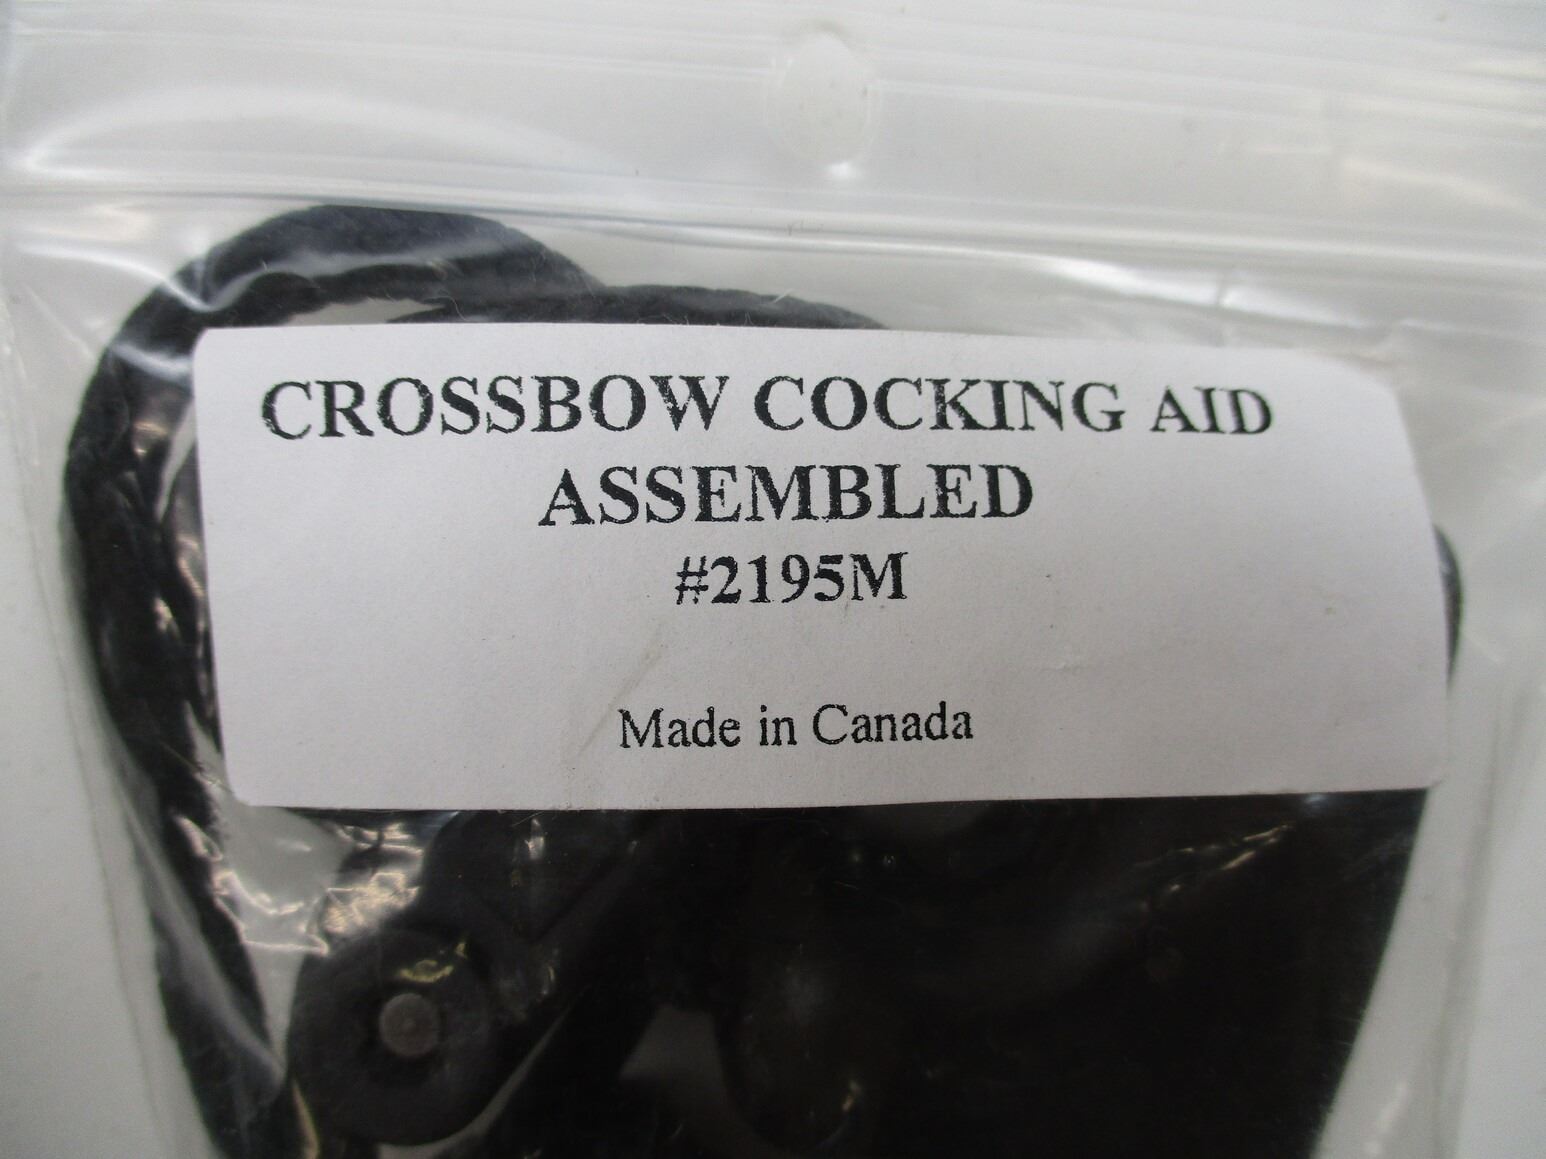 CROSSBOW COCKING AID
ASSEMBLED
#2195M
Made in Canada